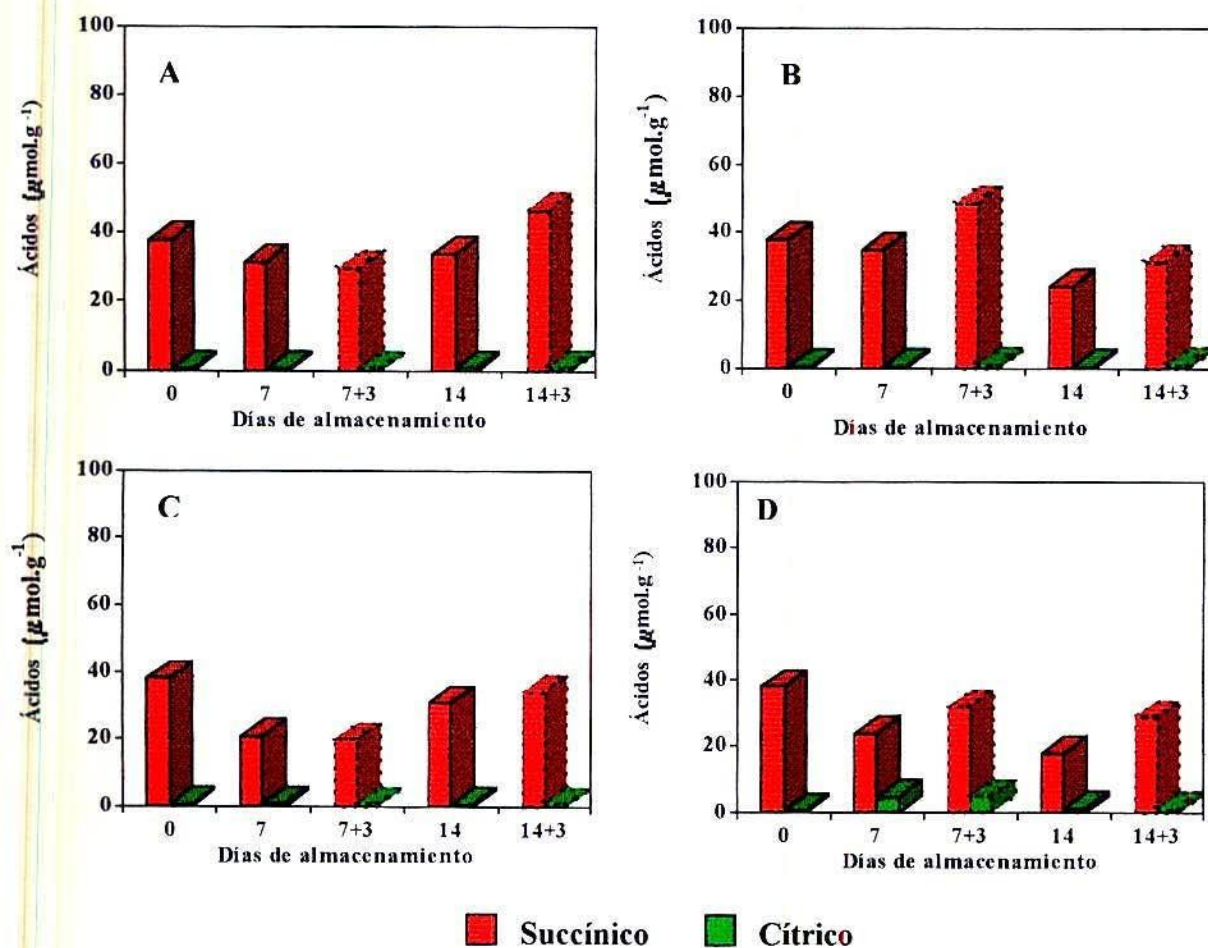 A
Ácidos (μmol.g⁻¹)
100
80
60
40
20
0
0 7 7+3 14 14+3
Días de almacenamiento
B
Ácidos (μmol.g⁻¹)
100
80
60
40
20
0
0 7 7+3 14 14+3
Días de almacenamiento
C
Ácidos (μmol.g⁻¹)
100
80
60
40
20
0
0 7 7+3 14 14+3
Días de almacenamiento
D
Ácidos (μmol.g⁻¹)
100
80
60
40
20
0
0 7 7+3 14 14+3
Días de almacenamiento
Succínico Cítrico